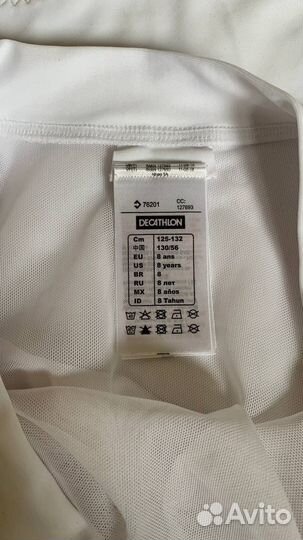 76201
CC:
127893
DECATHLON
Cm 125-132
中国 130/56
EU 8 ans
US 8 years
BR 8
RU 8 лет
MX 8 años
ID 8 Tahun
Avito